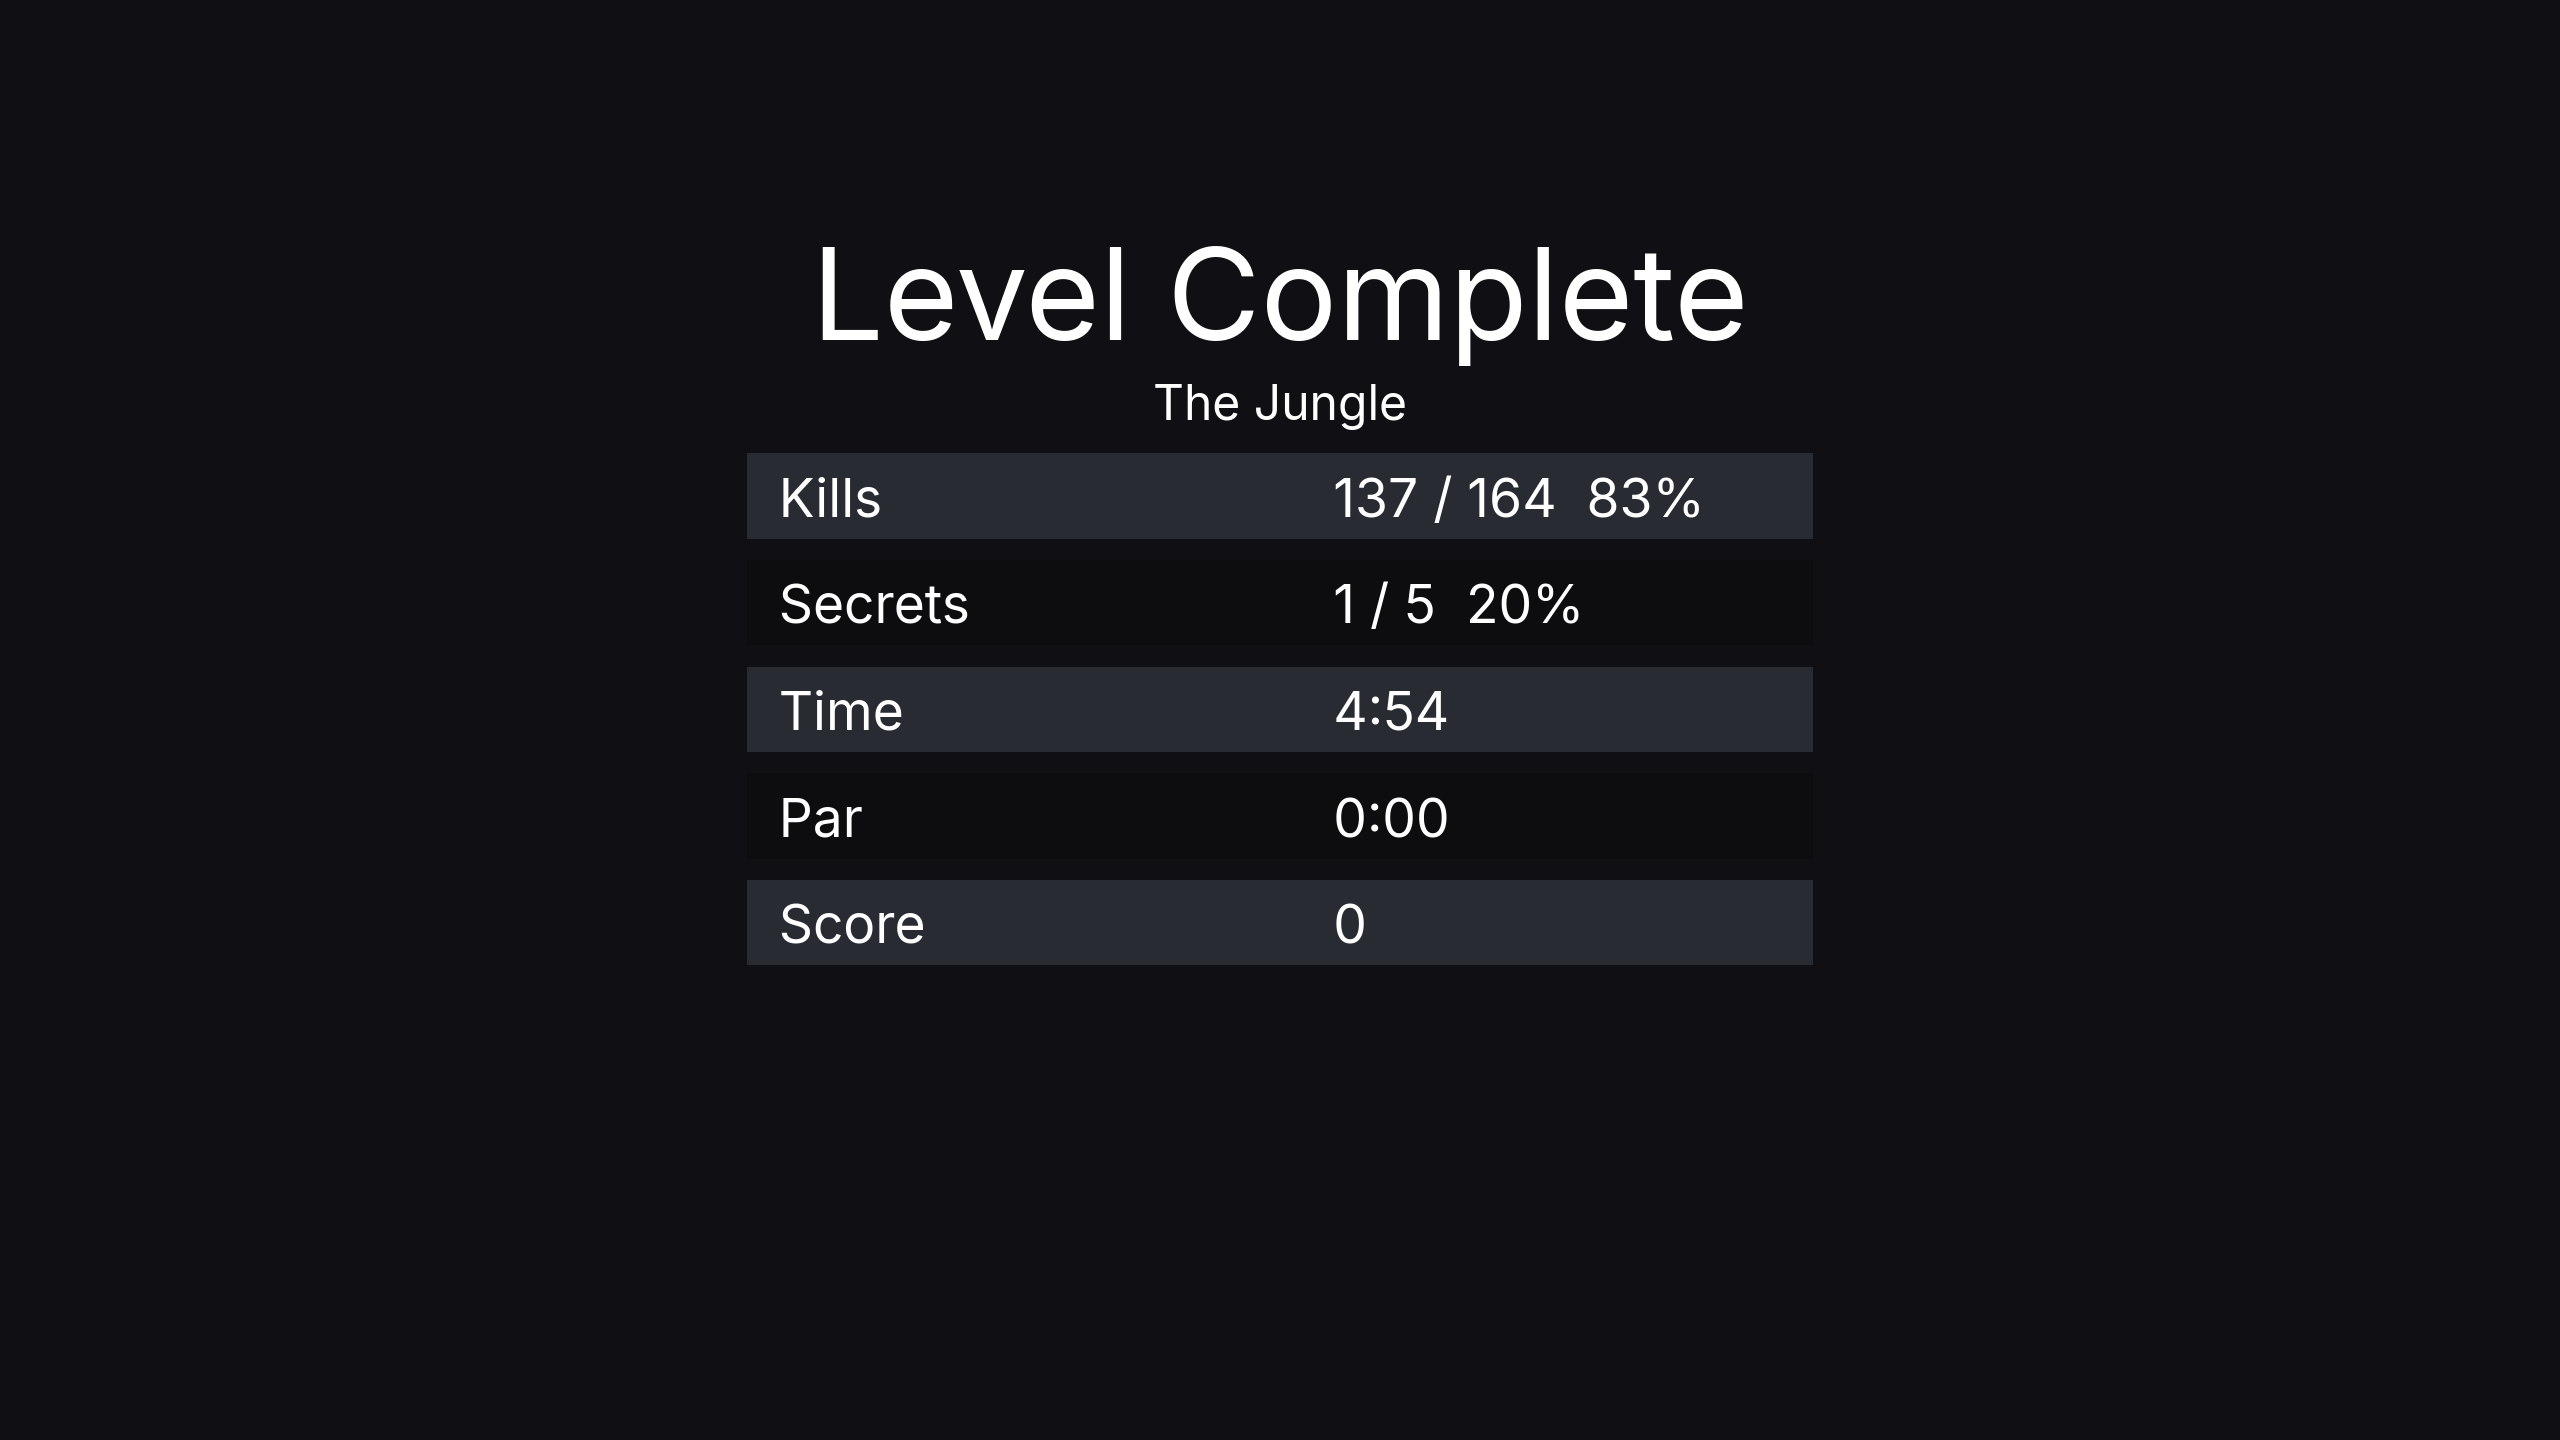 Level Complete
The Jungle
Kills 137 / 164 83%
Secrets 1 / 5 20%
Time 4:54
Par 0:00
Score 0